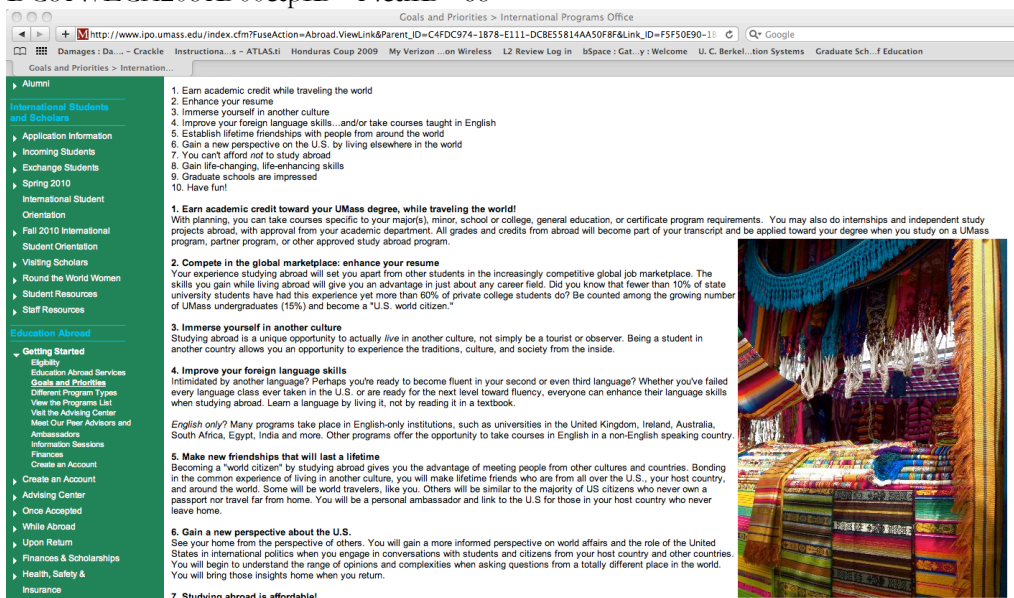 Goals and Priorities > International Programs Office
http://www.ipo.umass.edu/index.cfm?FuseAction=Abroad.ViewLink&Parent_ID=C4FDC974-1B78-E111-DCBE55814AA50F8F&Link_ID=F5F50E90-18
Google
Damages : Da.... – Crackle Instructiona...s – ATLAS.ti Honduras Coup 2009 My Verizon ...on Wireless L2 Review Log in bSpace : Gat...y : Welcome U. C. Berkel...tion Systems Graduate Sch...f Education
Goals and Priorities > Internation...
Alumni
International Students
and Scholars
Application Information
Incoming Students
Exchange Students
Spring 2010
International Student
Orientation
Fall 2010 International
Student Orientation
Visiting Scholars
Round the World Women
Student Resources
Staff Resources
Education Abroad
Getting Started
Eligibility
Education Abroad Services
Goals and Priorities
Different Program Types
View the Programs List
Visit the Advising Center
Meet Our Peer Advisors and
Ambassadors
Information Sessions
Finances
Create an Account
Create an Account
Advising Center
Once Accepted
While Abroad
Upon Return
Finances & Scholarships
Health, Safety &
Insurance
1. Earn academic credit while traveling the world
2. Enhance your resume
3. Immerse yourself in another culture
4. Improve your foreign language skills...and/or take courses taught in English
5. Establish lifetime friendships with people from around the world
6. Gain a new perspective on the U.S. by living elsewhere in the world
7. You can't afford not to study abroad
8. Gain life-changing, life-enhancing skills
9. Graduate schools are impressed
10. Have fun!
1. Earn academic credit toward your UMass degree, while traveling the world!
With planning, you can take courses specific to your major(s), minor, school or college, general education, or certificate program requirements. You may also do internships and independent study
projects abroad, with approval from your academic department. All grades and credits from abroad will become part of your transcript and be applied toward your degree when you study on a UMass
program, partner program, or other approved study abroad program.
2. Compete in the global marketplace: enhance your resume
Your experience studying abroad will set you apart from other students in the increasingly competitive global job marketplace. The
skills you gain while living abroad will give you an advantage in just about any career field. Did you know that fewer than 10% of state
university students have had this experience yet more than 60% of private college students do? Be counted among the growing number
of UMass undergraduates (15%) and become a "U.S. world citizen."
3. Immerse yourself in another culture
Studying abroad is a unique opportunity to actually live in another culture, not simply be a tourist or observer. Being a student in
another country allows you an opportunity to experience the traditions, culture, and society from the inside.
4. Improve your foreign language skills
Intimidated by another language? Perhaps you're ready to become fluent in your second or even third language? Whether you've failed
every language class ever taken in the U.S. or are ready for the next level toward fluency, everyone can enhance their language skills
when studying abroad. Learn a language by living it, not by reading it in a textbook.
English only? Many programs take place in English-only institutions, such as universities in the United Kingdom, Ireland, Australia,
South Africa, Egypt, India and more. Other programs offer the opportunity to take courses in English in a non-English speaking country.
5. Make new friendships that will last a lifetime
Becoming a "world citizen" by studying abroad gives you the advantage of meeting people from other cultures and countries. Bonding
in the common experience of living in another culture, you will make lifetime friends who are from all over the U.S., your host country,
and around the world. Some will be world travelers, like you. Others will be similar to the majority of US citizens who never own a
passport nor travel far from home. You will be a personal ambassador and link to the U.S for those in your host country who never
leave home.
6. Gain a new perspective about the U.S.
See your home from the perspective of others. You will gain a more informed perspective on world affairs and the role of the United
States in international politics when you engage in conversations with students and citizens from your host country and other countries.
You will begin to understand the range of opinions and complexities when asking questions from a totally different place in the world.
You will bring those insights home when you return.
7. Studying abroad is affordable!